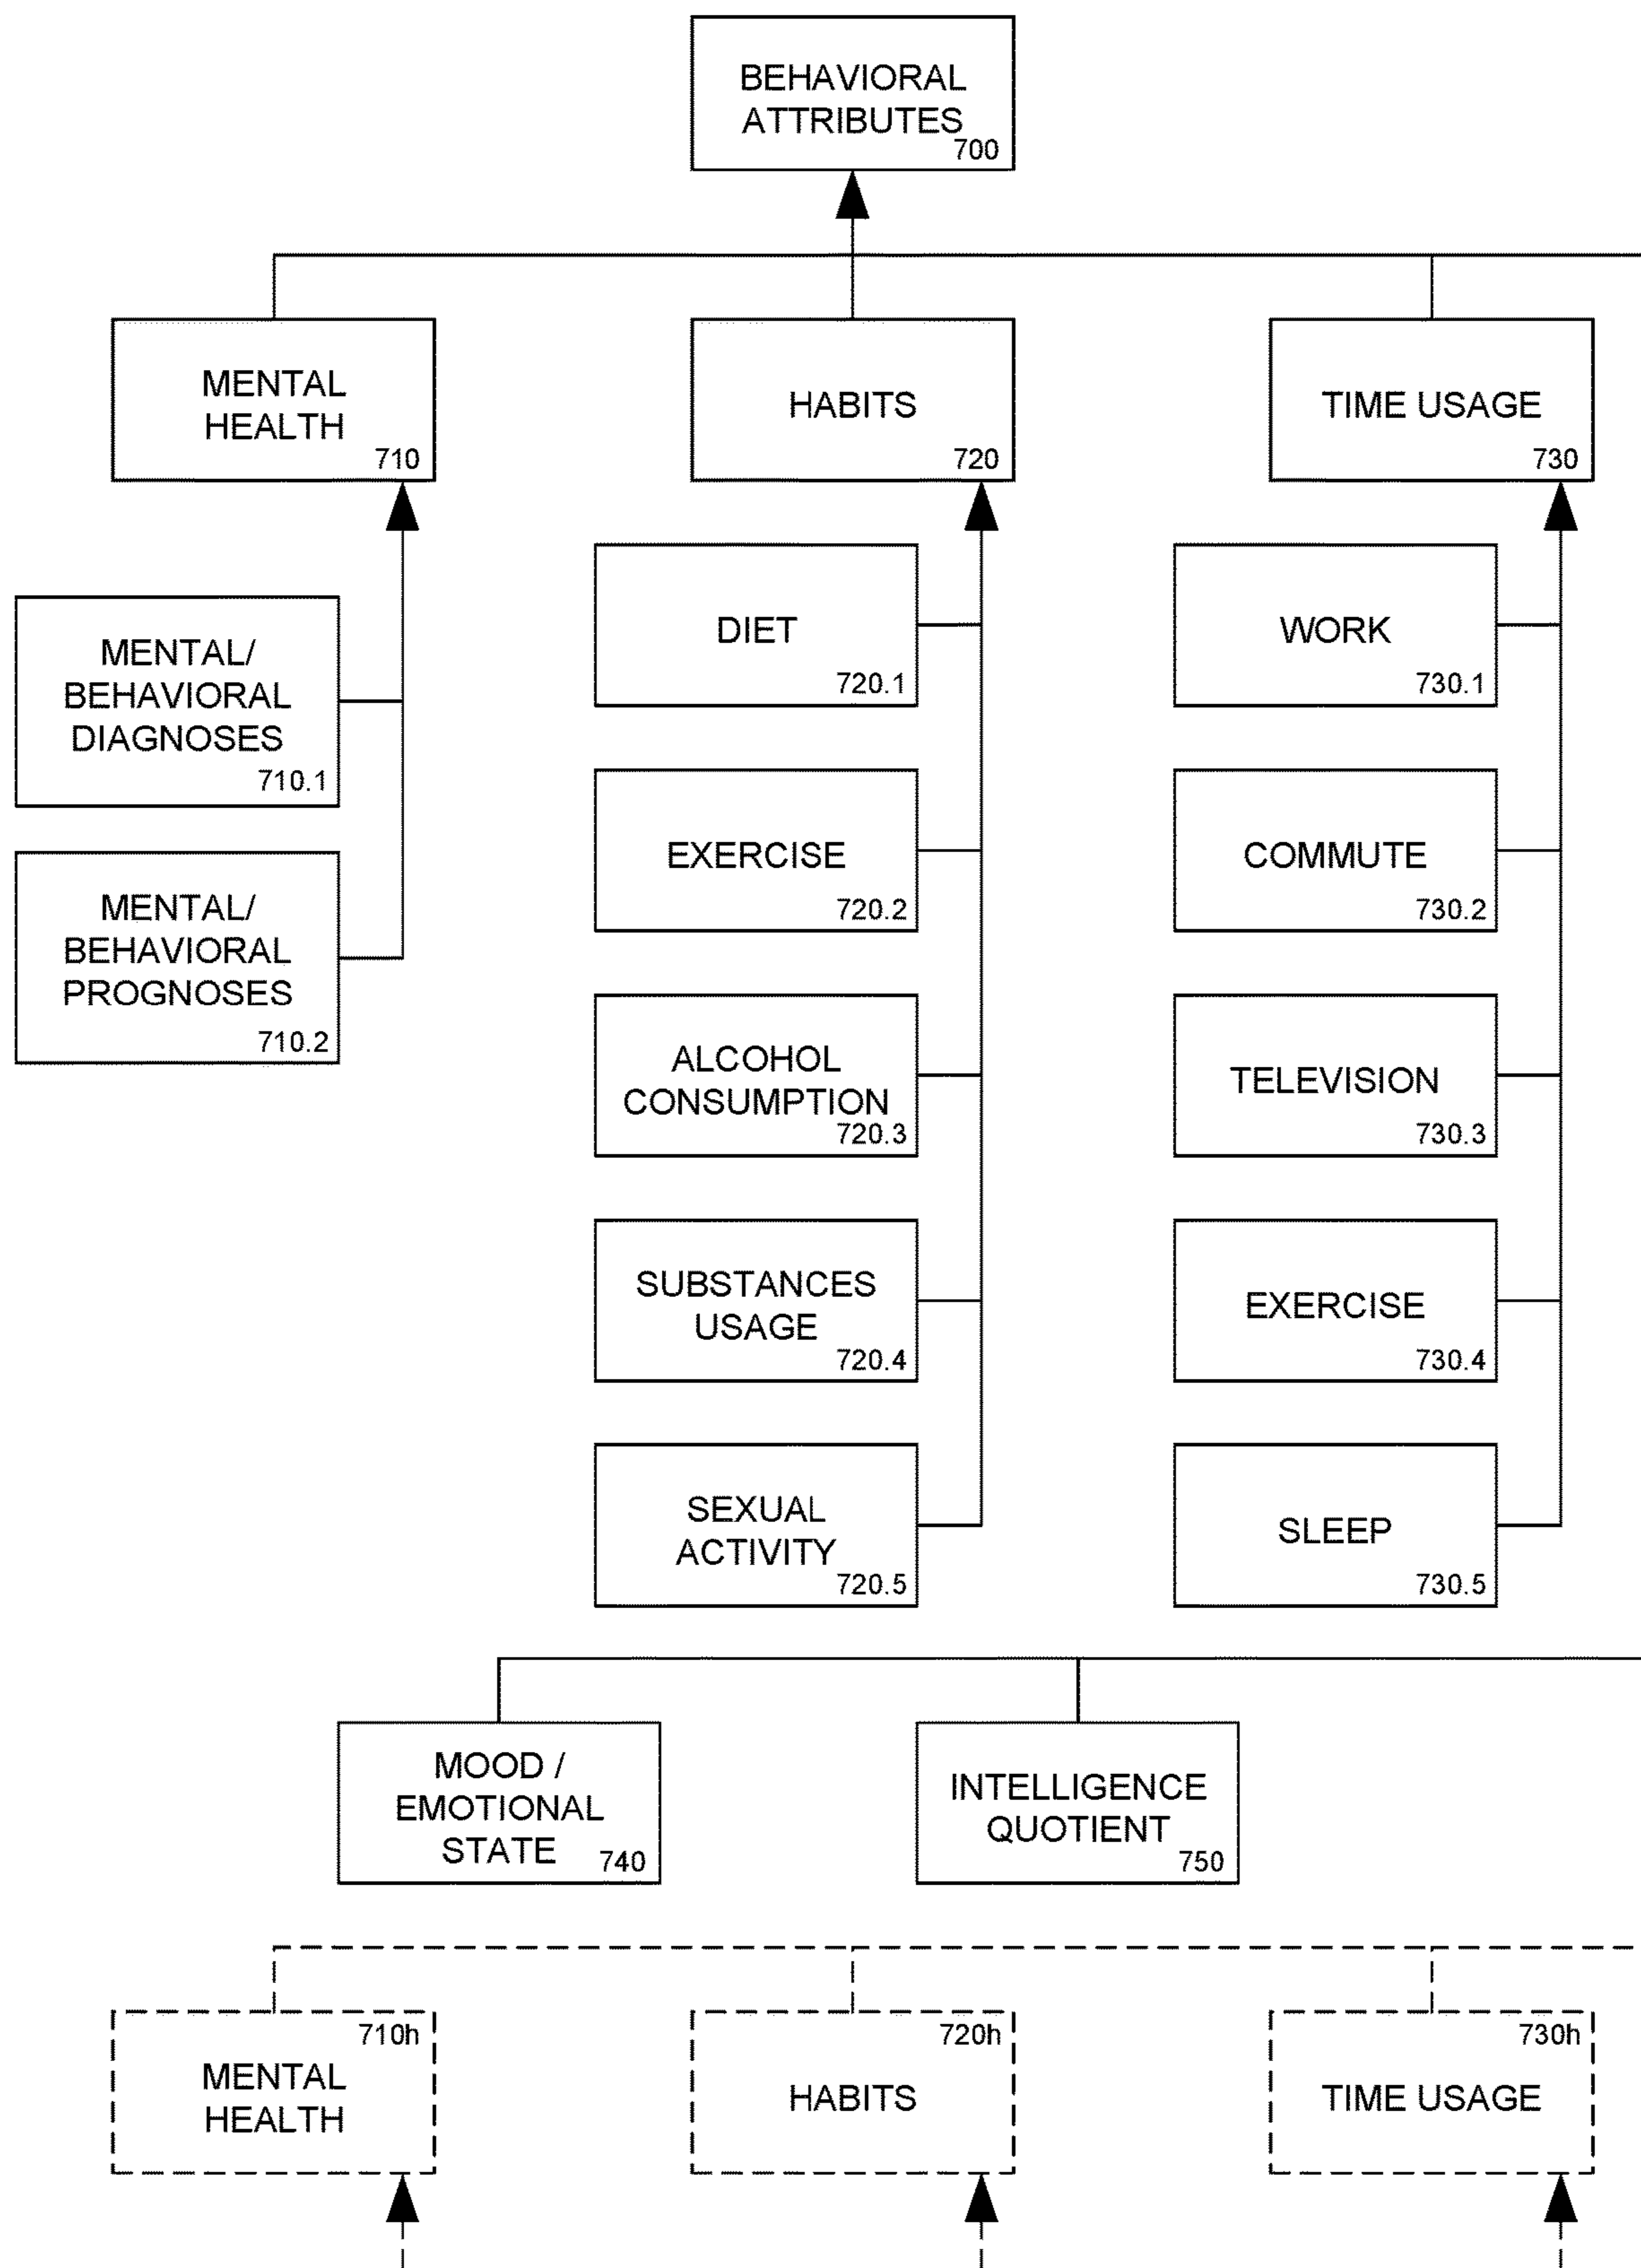 BEHAVIORAL
ATTRIBUTES
700
MENTAL
HEALTH
710
HABITS
720
TIME USAGE
730
MENTAL/
BEHAVIORAL
DIAGNOSES
710.1
MENTAL/
BEHAVIORAL
PROGNOSES
710.2
DIET
720.1
EXERCISE
720.2
ALCOHOL
CONSUMPTION
720.3
SUBSTANCES
USAGE
720.4
SEXUAL
ACTIVITY
720.5
WORK
730.1
COMMUTE
730.2
TELEVISION
730.3
EXERCISE
730.4
SLEEP
730.5
MOOD /
EMOTIONAL
STATE
740
INTELLIGENCE
QUOTIENT
750
710h
MENTAL
HEALTH
720h
HABITS
730h
TIME USAGE